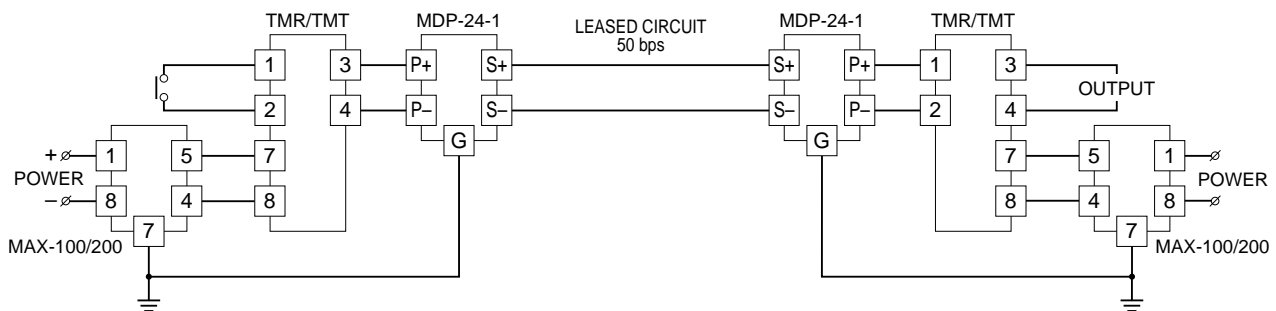 TMR/TMT MDP-24-1 LEASED CIRCUIT MDP-24-1 TMR/TMT
50 bps
1 3 P+ S+ S+ P+ 1 3
OUTPUT
2 4 P− S− S− P− 2 4
G G
+ 1 5 7 7 5 1
POWER POWER
− 8 4 8 8 4 8
7 7
MAX-100/200 MAX-100/200